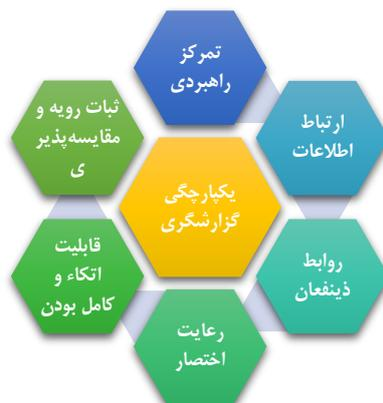 تمرکز
راهبردی
ارتباط
اطلاعات
روابط
ذینفعان
رعایت
اختصار
قابلیت
اتکاء و
کامل بودن
ثبات رویه و
مقایسه‌پذیر
ی
یکپارچگی
گزارشگری